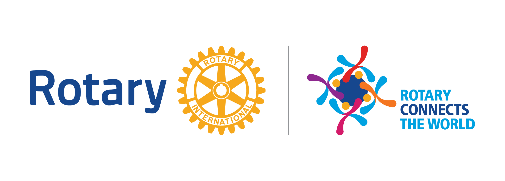 Rotary
ROTARY
INTERNATIONAL
ROTARY
CONNECTS
THE WORLD